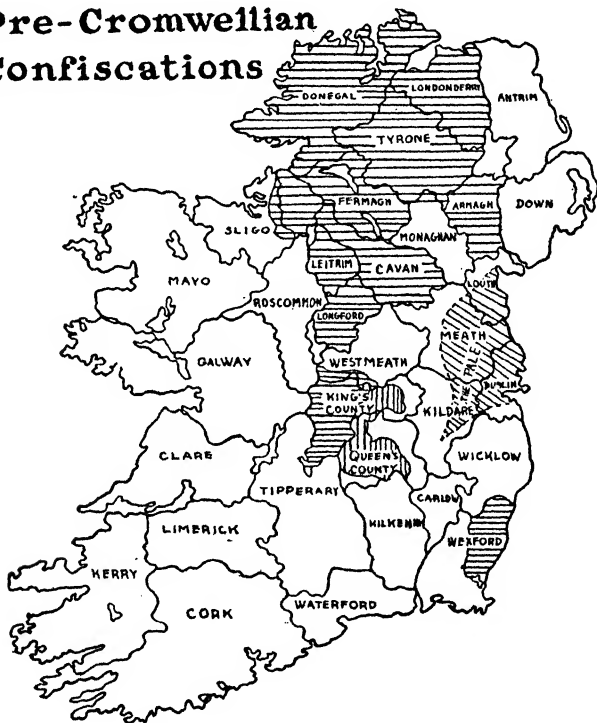 Pre-Cromwellian
Confiscations
DONEGAL
LONDONDERRY
ANTRIM
TYRONE
FERMAGH
ARMAGH
DOWN
MONAGHAN
SLIGO
LEITRIM
CAVAN
LOUTH
MAYO
ROSCOMMON
LONGFORD
MEATH
THE PALE
GALWAY
WESTMEATH
DUBLIN
KING'S
COUNTY
KILDARE
QUEEN'S
COUNTY
WICKLOW
CLARE
TIPPERARY
CARLOW
LIMERICK
KILKENNY
WEXFORD
KERRY
CORK
WATERFORD